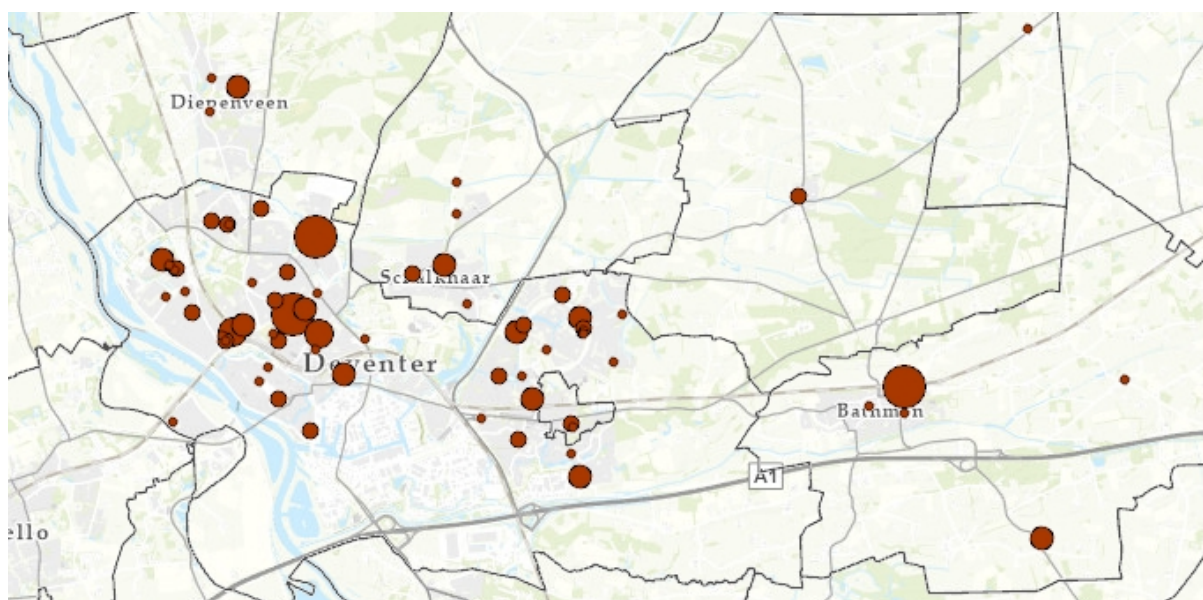 Diepenveen
Schalkhaar
Deventer
Bathmen
A1
ello